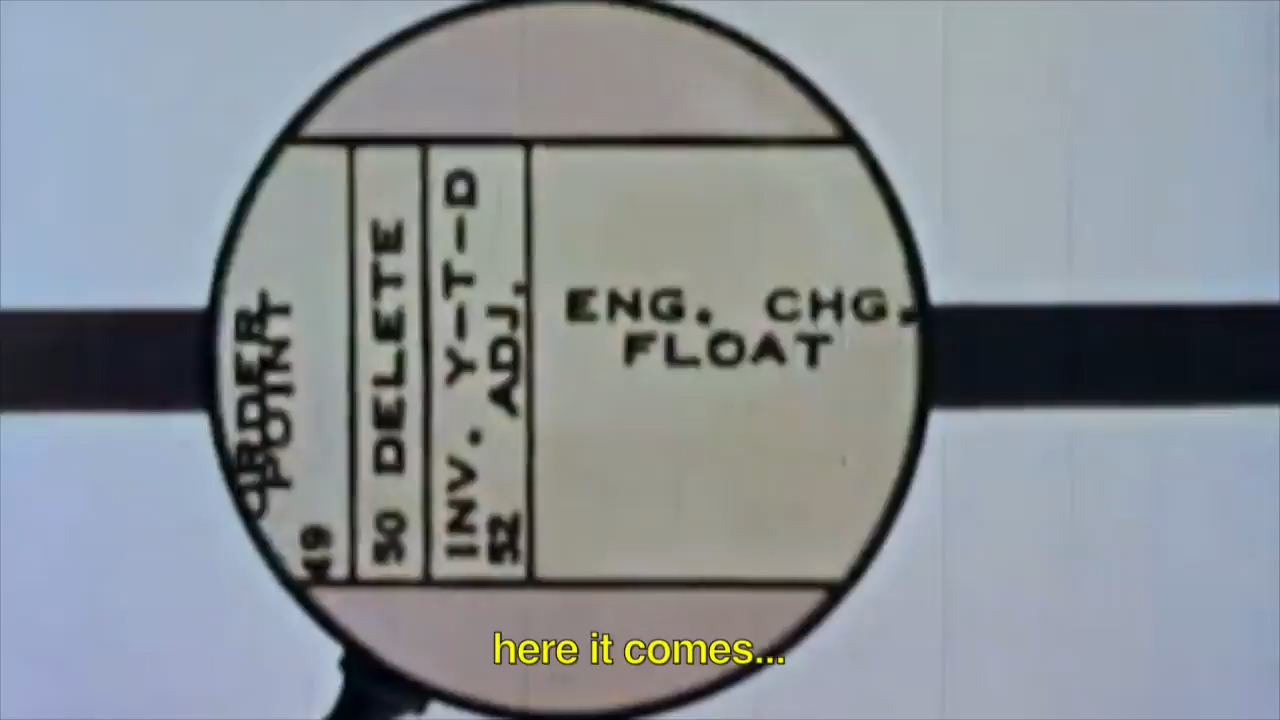 ORDER
POINT
49
50 DELETE
INV. Y-T-D
52 ADJ.
ENG. CHG.
FLOAT
here it comes...